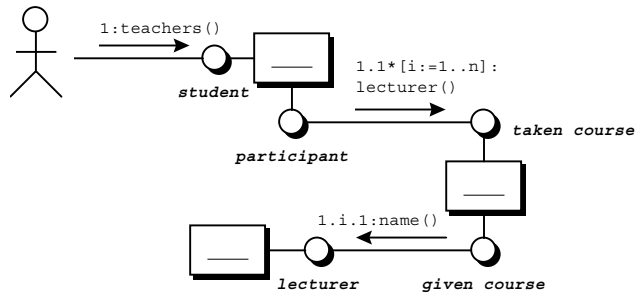 1:teachers()
student
1.1*[i:=1..n]:
lecturer()
participant
taken course
1.i.1:name()
lecturer
given course